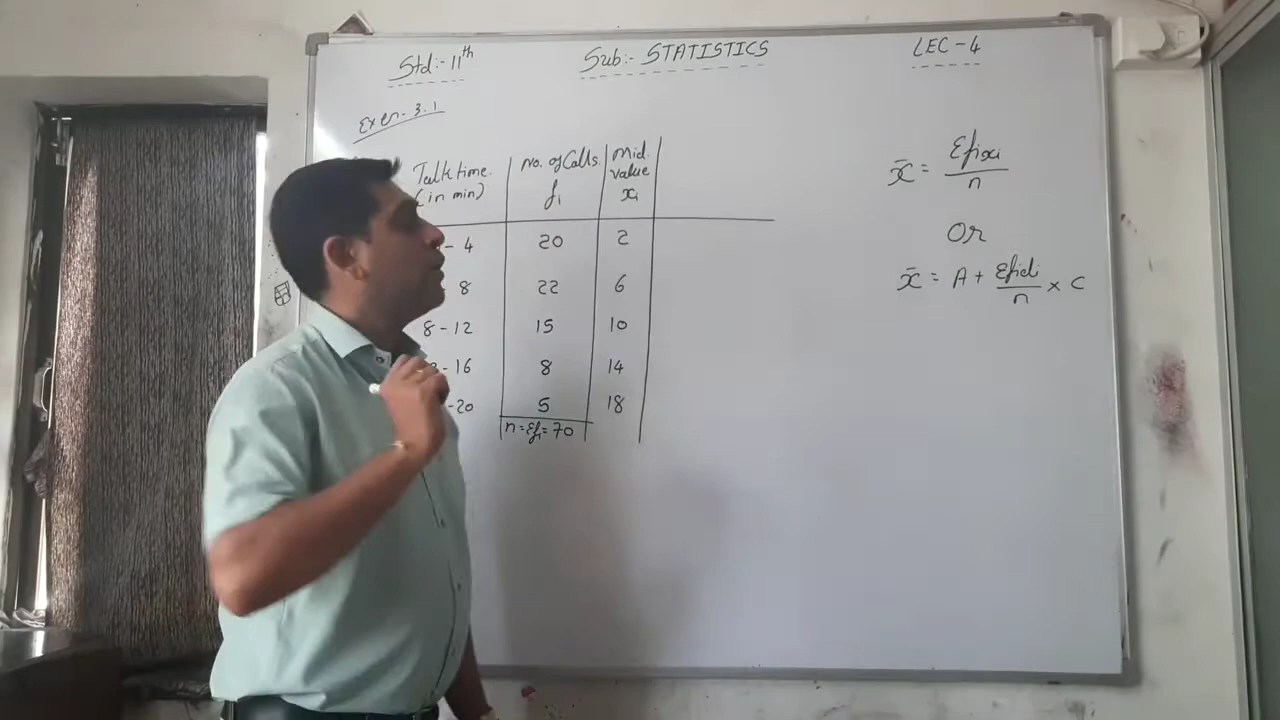 Std:- 11th
Sub:- STATISTICS
LEC - 4
Exer. 3.1
Talk time. (in min) | No. of Calls. fi | Mid. value xi
- 4 | 20 | 2
8 | 22 | 6
8 - 12 | 15 | 10
- 16 | 8 | 14
- 20 | 5 | 18
n = Σfi = 70
x̄ = Σfixi / n
Or
x̄ = A + Σfidi / n × C